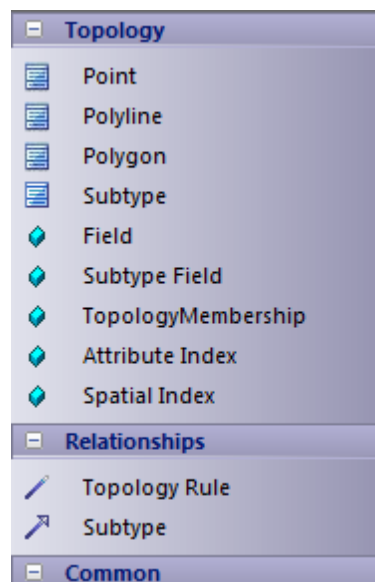 Topology
Point
Polyline
Polygon
Subtype
Field
Subtype Field
TopologyMembership
Attribute Index
Spatial Index
Relationships
Topology Rule
Subtype
Common